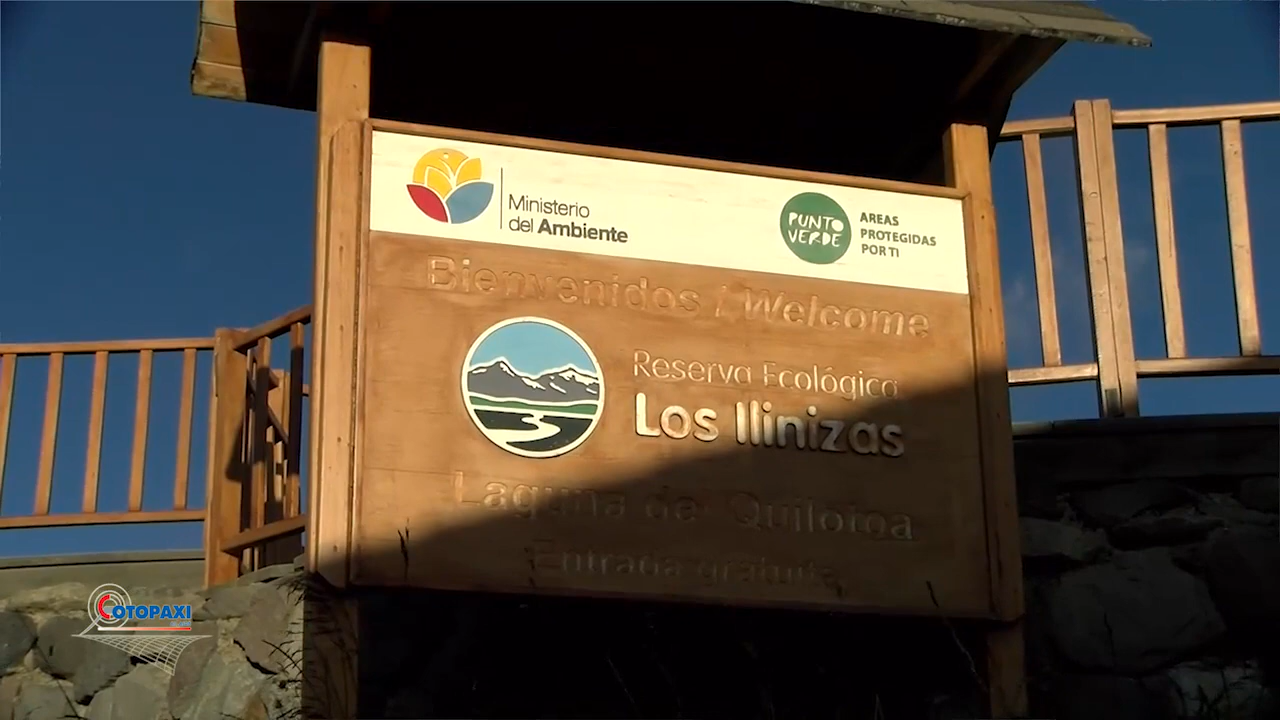 Ministerio
del Ambiente
PUNTO
VERDE
AREAS
PROTEGIDAS
POR TI
Bienvenidos / Welcome
Reserva Ecológica
Los Ilinizas
Laguna del Quilotoa
Entrada gratuita
COTOPAXI